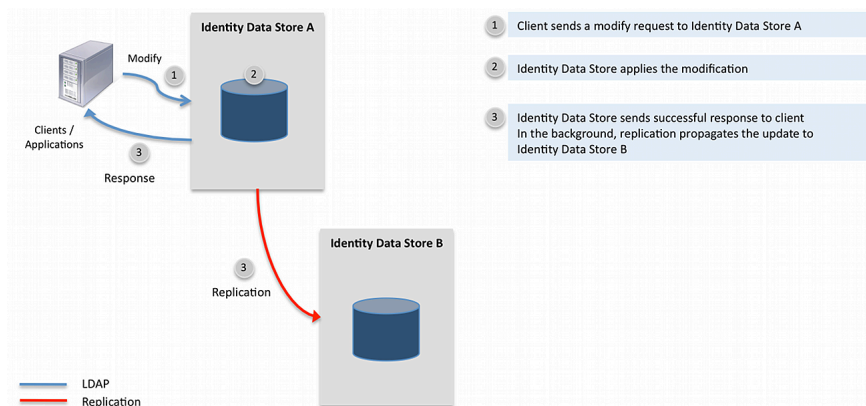 Identity Data Store A
Modify
1
2
Clients /
Applications
3
Response
Identity Data Store B
3
Replication
LDAP
Replication
1 Client sends a modify request to Identity Data Store A
2 Identity Data Store applies the modification
3 Identity Data Store sends successful response to client
In the background, replication propagates the update to
Identity Data Store B